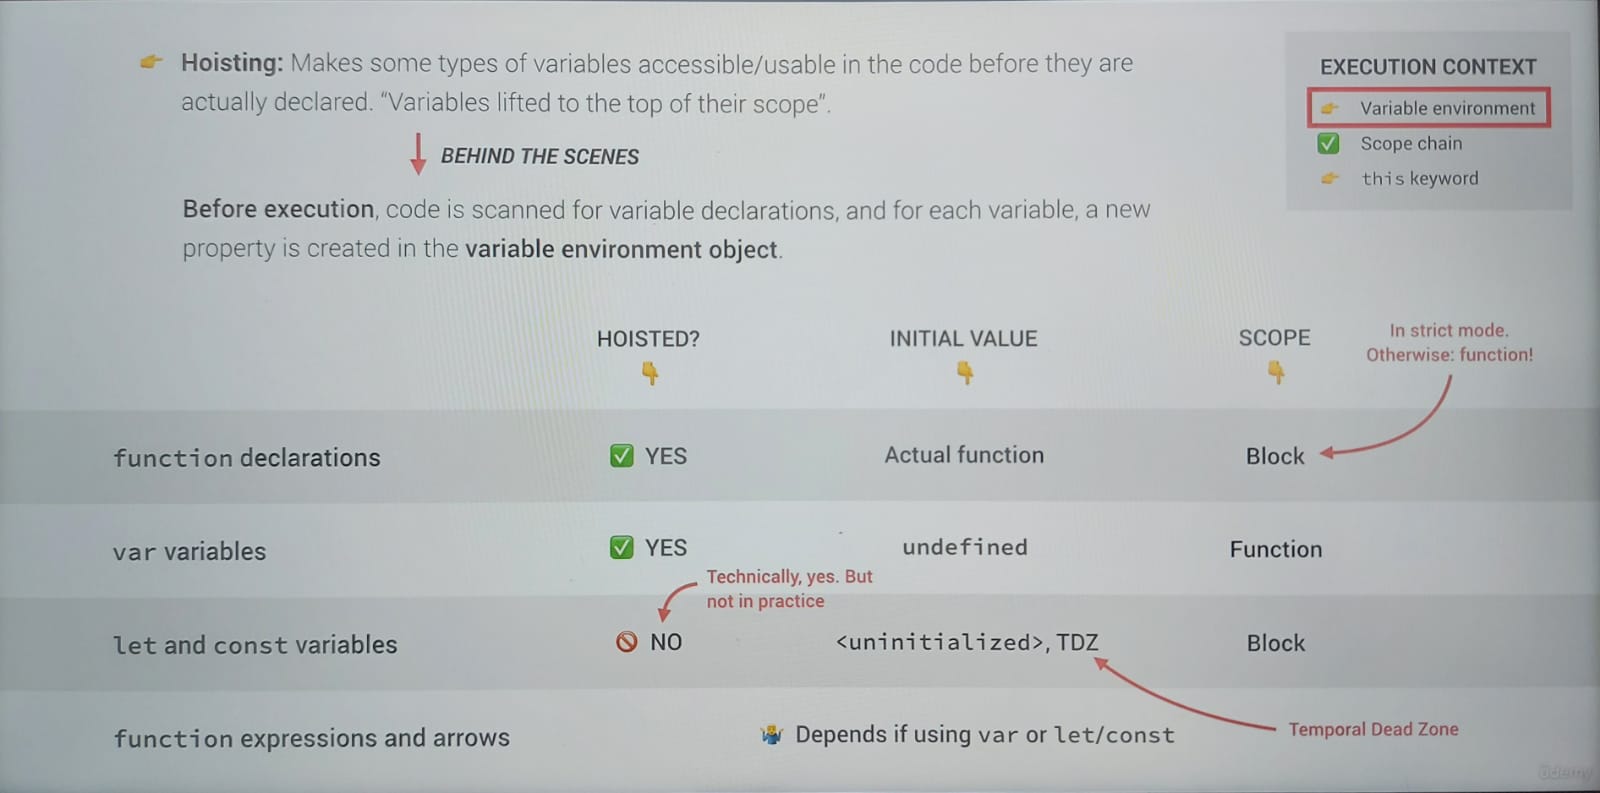 Hoisting: Makes some types of variables accessible/usable in the code before they are
actually declared. “Variables lifted to the top of their scope”.
BEHIND THE SCENES
Before execution, code is scanned for variable declarations, and for each variable, a new
property is created in the variable environment object.
EXECUTION CONTEXT
Variable environment
Scope chain
this keyword
HOISTED? INITIAL VALUE SCOPE
In strict mode.
Otherwise: function!
function declarations YES Actual function Block
var variables YES undefined Function
Technically, yes. But
not in practice
let and const variables NO <uninitialized>, TDZ Block
Temporal Dead Zone
function expressions and arrows Depends if using var or let/const
ûdemy